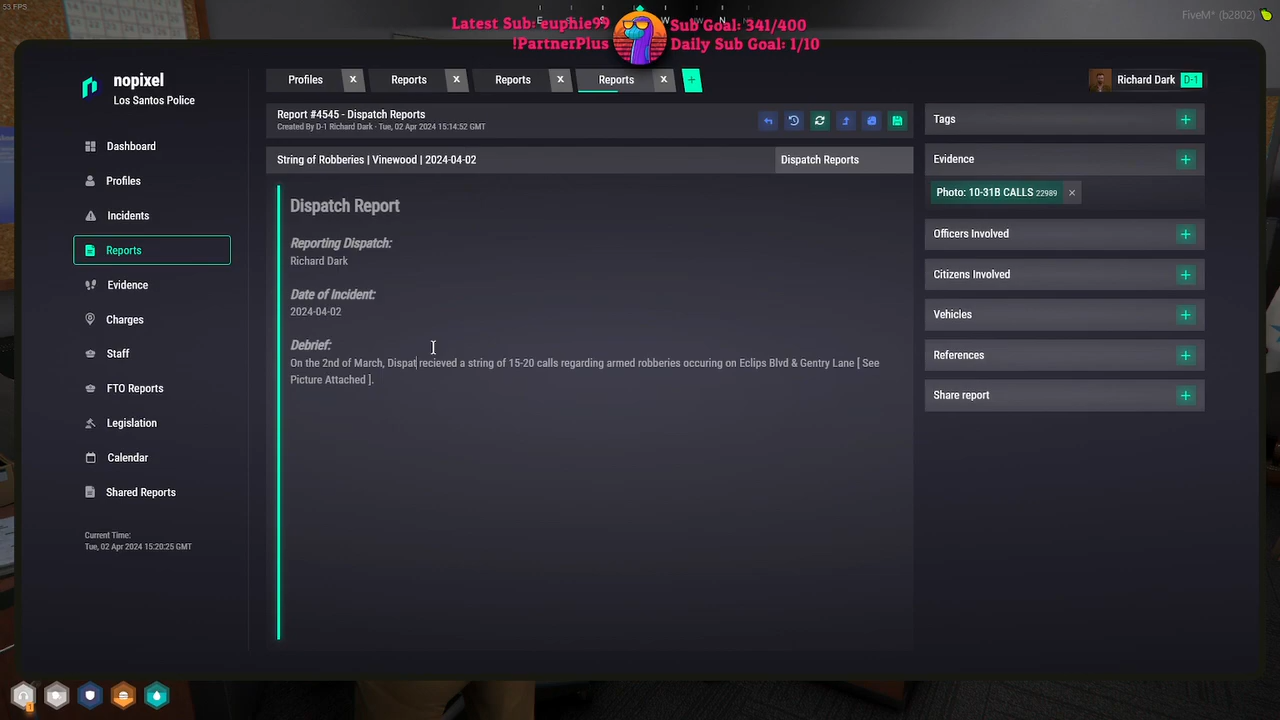 53 FPS
Latest Sub: euphie99
!PartnerPlus
E
S
W
NW
N
Sub Goal: 341/400
Daily Sub Goal: 1/10
FiveM* (b2802)
nopixel
Los Santos Police
Profiles x
Reports x
Reports x
Reports x
+
Richard Dark D-1
Dashboard
Profiles
Incidents
Reports
Evidence
Charges
Staff
FTO Reports
Legislation
Calendar
Shared Reports
Current Time:
Tue, 02 Apr 2024 15:20:25 GMT
Report #4545 - Dispatch Reports
Created By D-1 Richard Dark - Tue, 02 Apr 2024 15:14:52 GMT
String of Robberies | Vinewood | 2024-04-02
Dispatch Reports
Dispatch Report
Reporting Dispatch:
Richard Dark
Date of Incident:
2024-04-02
Debrief:
On the 2nd of March, Dispat recieved a string of 15-20 calls regarding armed robberies occuring on Eclips Blvd & Gentry Lane [ See
Picture Attached ].
Tags +
Evidence +
Photo: 10-31B CALLS 22989 x
Officers Involved +
Citizens Involved +
Vehicles +
References +
Share report +
1